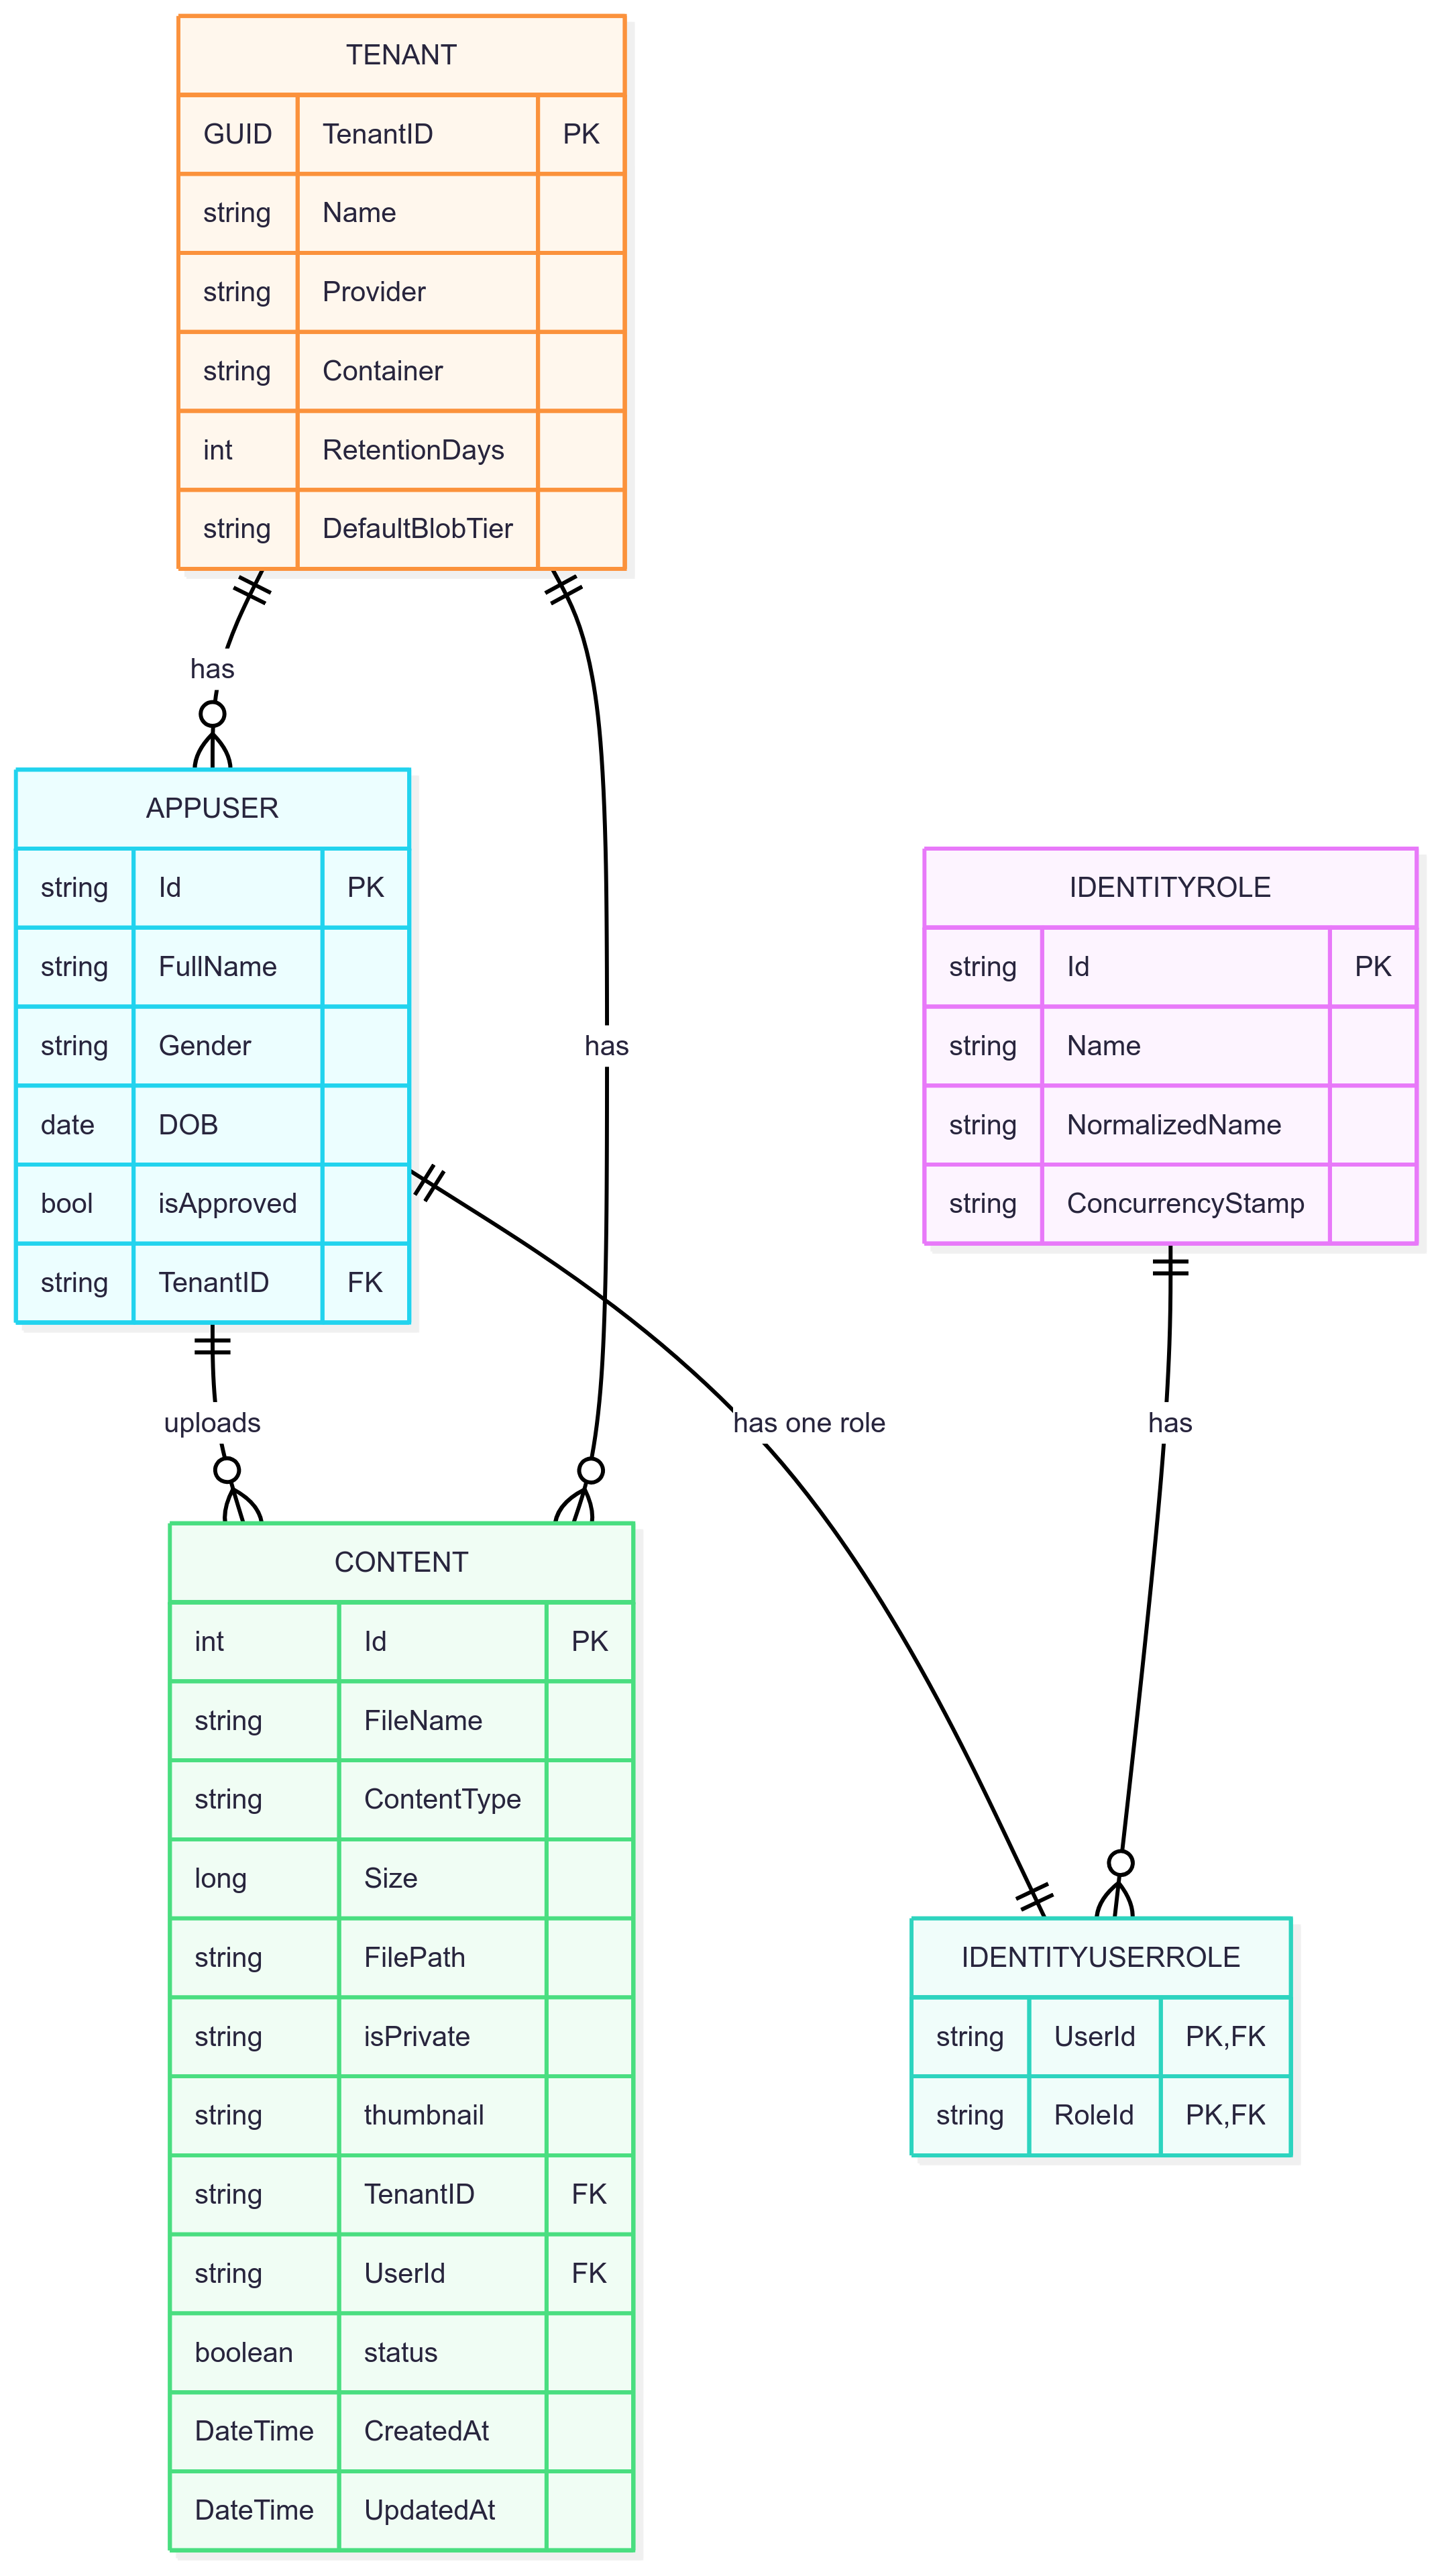 TENANT
GUID TenantID PK
string Name
string Provider
string Container
int RetentionDays
string DefaultBlobTier
has
has
APPUSER
string Id PK
string FullName
string Gender
date DOB
bool isApproved
string TenantID FK
IDENTITYROLE
string Id PK
string Name
string NormalizedName
string ConcurrencyStamp
uploads
has one role
has
CONTENT
int Id PK
string FileName
string ContentType
long Size
string FilePath
string isPrivate
string thumbnail
string TenantID FK
string UserId FK
boolean status
DateTime CreatedAt
DateTime UpdatedAt
IDENTITYUSERROLE
string UserId PK,FK
string RoleId PK,FK